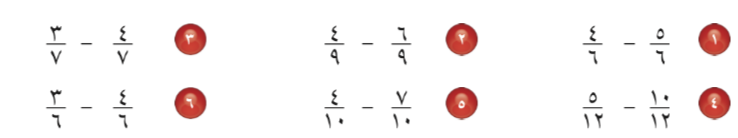 ١ ٥/٦ − ٤/٦ ٢ ٦/٩ − ٤/٩ ٣ ٤/٧ − ٣/٧
٤ ١٠/١٢ − ٥/١٢ ٥ ٧/١٠ − ٤/١٠ ٦ ٤/٦ − ٣/٦